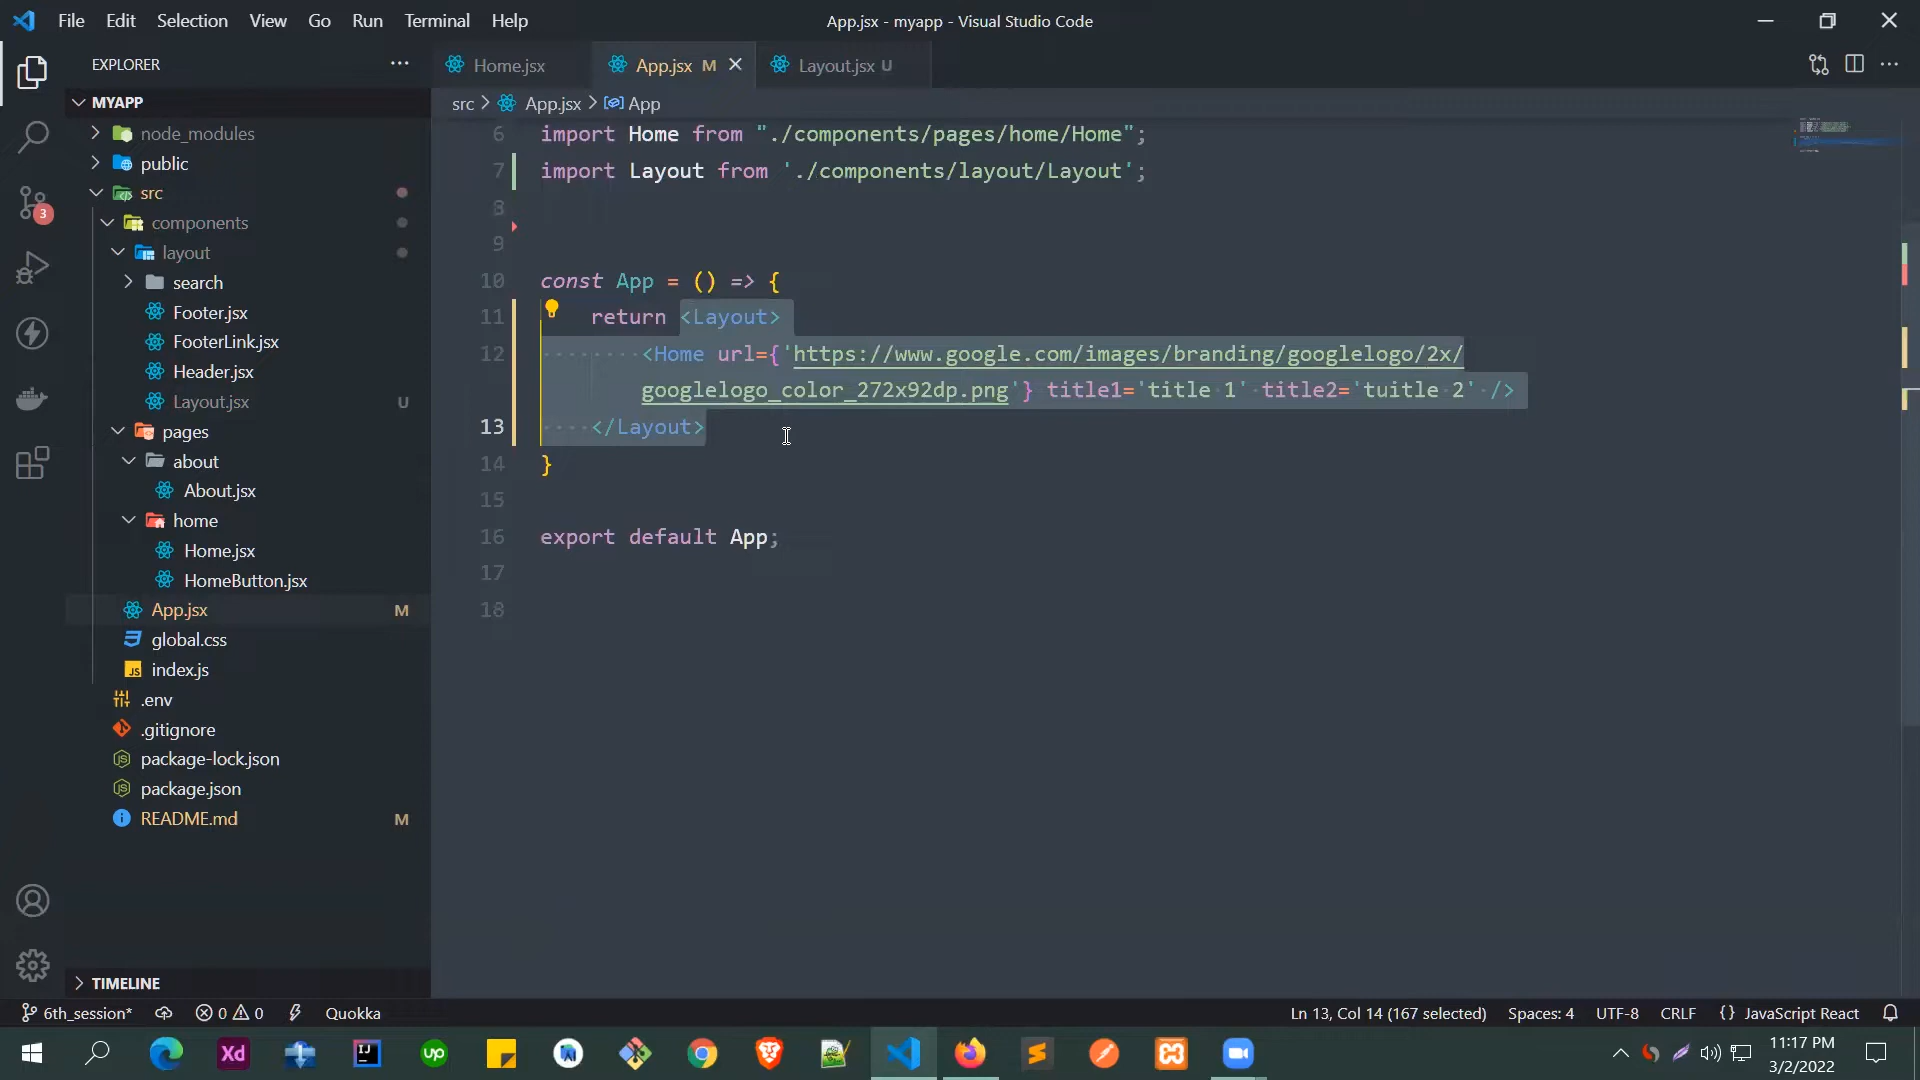 File Edit Selection View Go Run Terminal Help
App.jsx - myapp - Visual Studio Code
EXPLORER
Home.jsx
App.jsx M
Layout.jsx U
MYAPP
src > App.jsx > App
node_modules
public
src
components
layout
search
Footer.jsx
FooterLink.jsx
Header.jsx
Layout.jsx U
pages
about
About.jsx
home
Home.jsx
HomeButton.jsx
App.jsx M
global.css
index.js
.env
.gitignore
package-lock.json
package.json
README.md M
TIMELINE
3
6 import Home from "./components/pages/home/Home";
7 import Layout from './components/layout/Layout';
8
9
10 const App = () => {
11 return <Layout>
12 <Home url={'https://www.google.com/images/branding/googlelogo/2x/
googlelogo_color_272x92dp.png'} title1='title 1' title2='tuitle 2' />
13 </Layout>
14 }
15
16 export default App;
17
18
6th_session* 0 0 Quokka
Ln 13, Col 14 (167 selected) Spaces: 4 UTF-8 CRLF {} JavaScript React
Xd
IJ
up
11:17 PM
3/2/2022